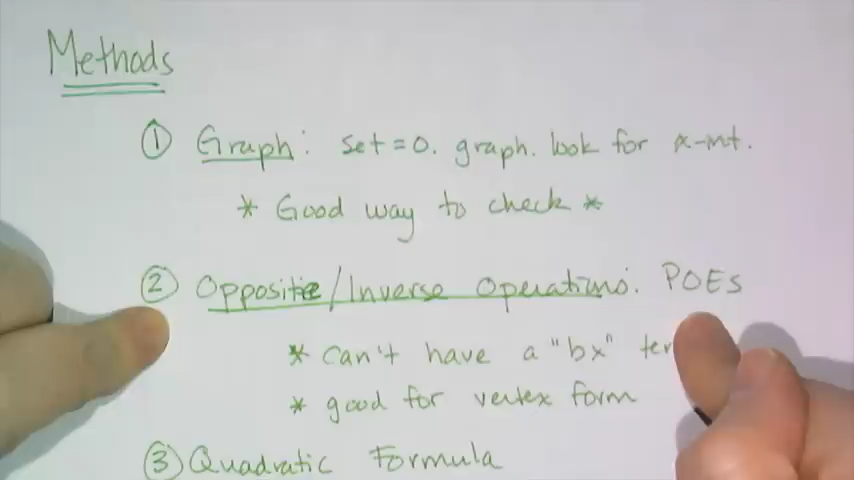 Methods
① Graph: set = 0. graph. look for x-int.
* Good way to check *
② Opposite/Inverse Operations: POEs
* can't have a "bx"
* good for vertex form
③ Quadratic Formula